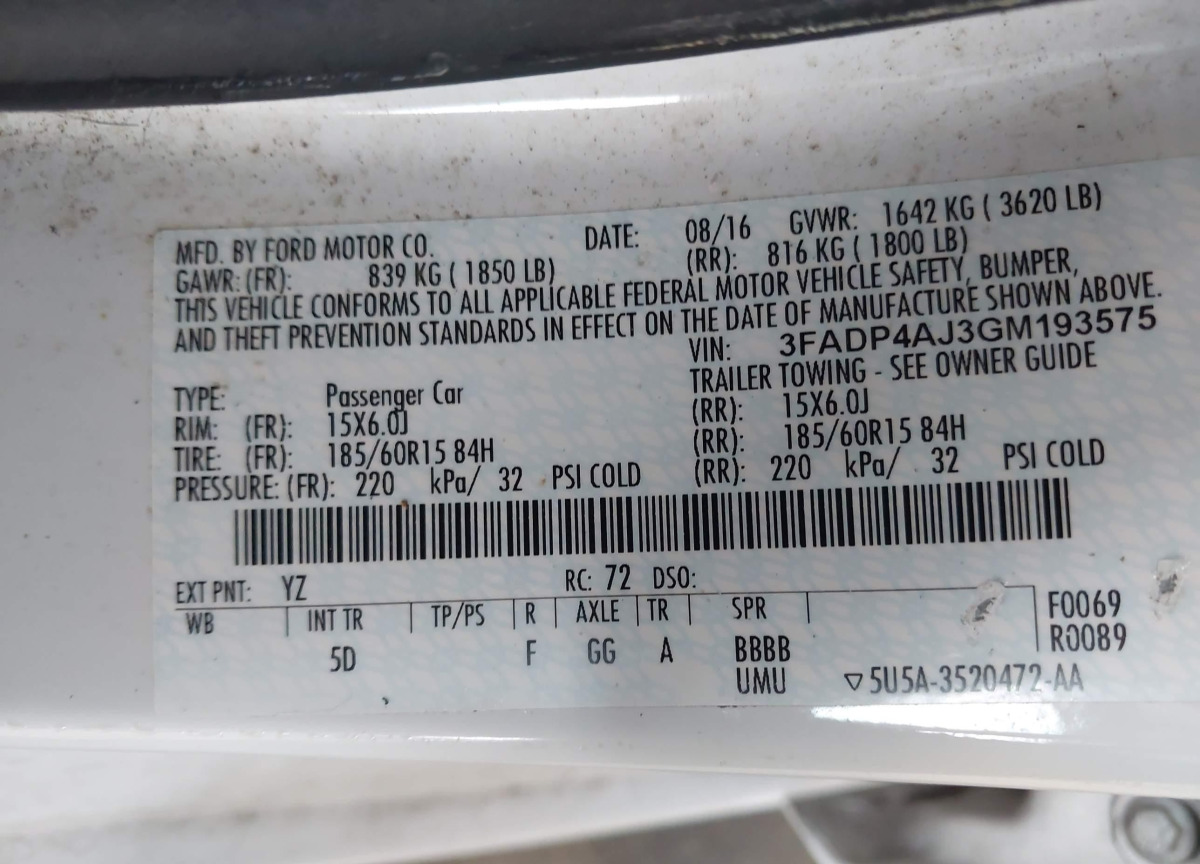 MFD. BY FORD MOTOR CO. DATE: 08/16 GVWR: 1642 KG ( 3620 LB)
GAWR: (FR): 839 KG ( 1850 LB) (RR): 816 KG ( 1800 LB)
THIS VEHICLE CONFORMS TO ALL APPLICABLE FEDERAL MOTOR VEHICLE SAFETY, BUMPER,
AND THEFT PREVENTION STANDARDS IN EFFECT ON THE DATE OF MANUFACTURE SHOWN ABOVE.
VIN: 3FADP4AJ3GM193575
TYPE: Passenger Car TRAILER TOWING - SEE OWNER GUIDE
RIM: (FR): 15X6.0J (RR): 15X6.0J
TIRE: (FR): 185/60R15 84H (RR): 185/60R15 84H
PRESSURE: (FR): 220 kPa/ 32 PSI COLD (RR): 220 kPa/ 32 PSI COLD
EXT PNT: YZ RC: 72 DSO:
WB | INT TR | TP/PS | R | AXLE | TR | SPR | F0069
5D F GG A BBBB R0089
UMU ▽5U5A-3520472-AA